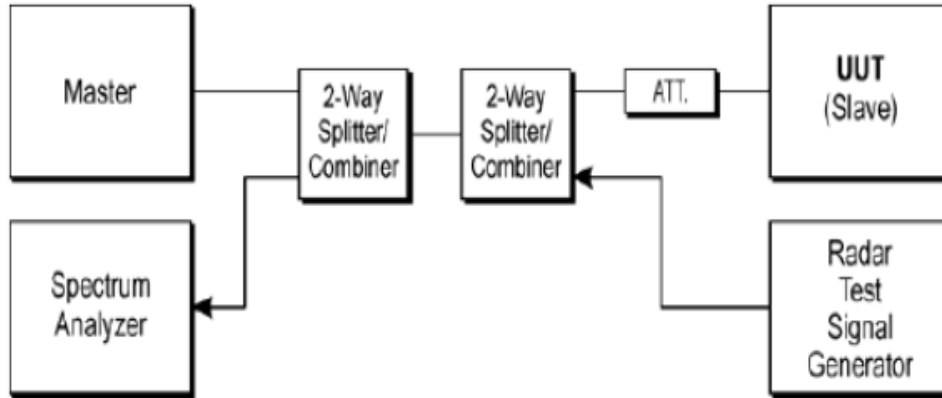 Master
2-Way
Splitter/
Combiner
2-Way
Splitter/
Combiner
ATT.
UUT
(Slave)
Spectrum
Analyzer
Radar
Test
Signal
Generator